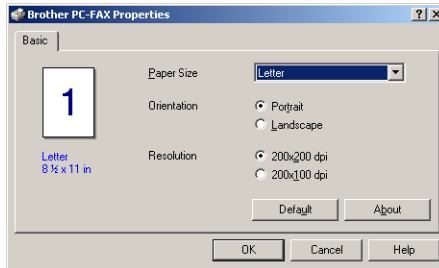 Brother PC-FAX Properties
Basic
Paper Size
Letter
1
Orientation
Portrait
Landscape
Letter
8 ½ x 11 in
Resolution
200x200 dpi
200x100 dpi
Default
About
OK
Cancel
Help